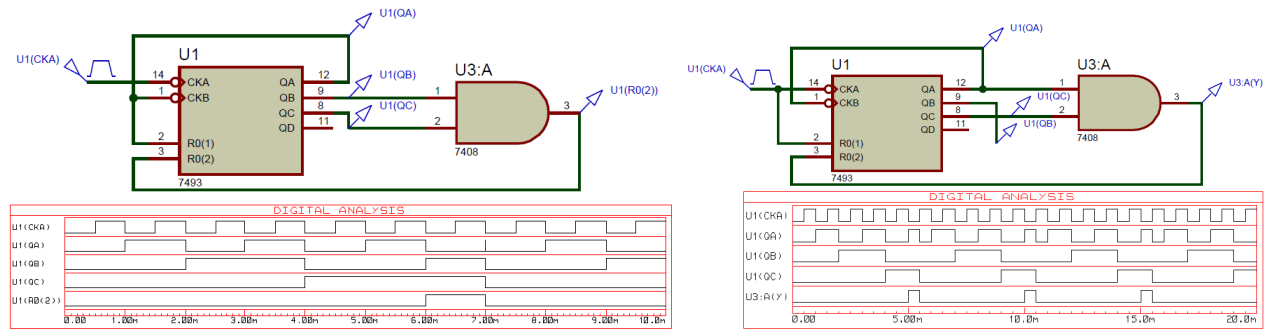 U1(QA)
U1(CKA)
U1
14
1
2
3
CKA
CKB
R0(1)
R0(2)
QA
QB
QC
QD
12
9
8
11
7493
U1(QB)
U1(QC)
U3:A
1
2
3
7408
U1(R0(2))
DIGITAL ANALYSIS
U1(CKA)
U1(QA)
U1(QB)
U1(QC)
U1(R0(2))
0.00 1.00m 2.00m 3.00m 4.00m 5.00m 6.00m 7.00m 8.00m 9.00m 10.0m
U1(QA)
U1(CKA)
U1
14
1
2
3
CKA
CKB
R0(1)
R0(2)
QA
QB
QC
QD
12
9
8
11
7493
U1(QC)
U1(QB)
U3:A
1
2
3
7408
U3:A(Y)
DIGITAL ANALYSIS
U1(CKA)
U1(QA)
U1(QB)
U1(QC)
U3:A(Y)
0.00 5.00m 10.0m 15.0m 20.0m